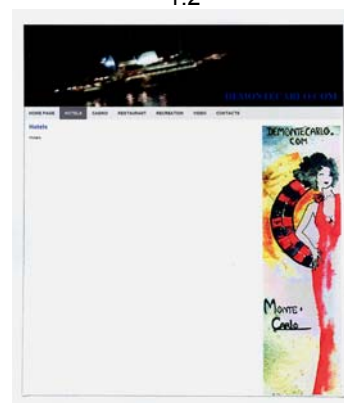 1.2
DEMONTECARLO.COM
HOME PAGE HOTELS CASINO RESTAURANT RECREATION VIDEO CONTACTS
Hotels
DEMONTECARLO.
COM
MONTE-
CARLO